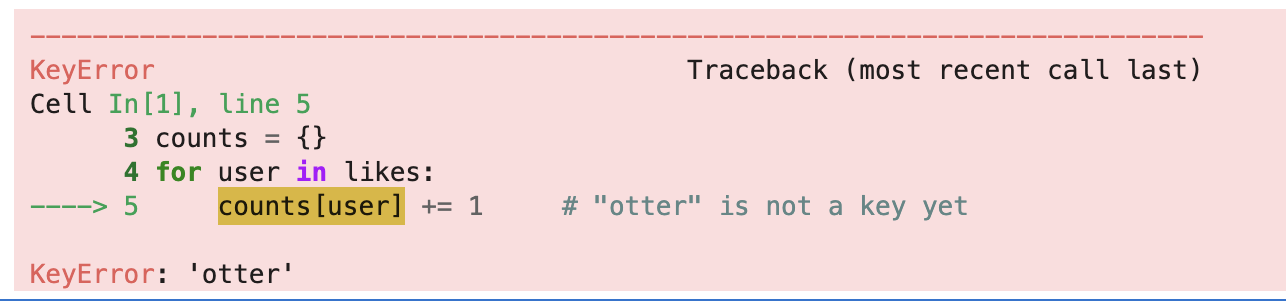 ---------------------------------------------------------------------------
KeyError                                  Traceback (most recent call last)
Cell In[1], line 5
      3 counts = {}
      4 for user in likes:
----> 5     counts[user] += 1     # "otter" is not a key yet

KeyError: 'otter'